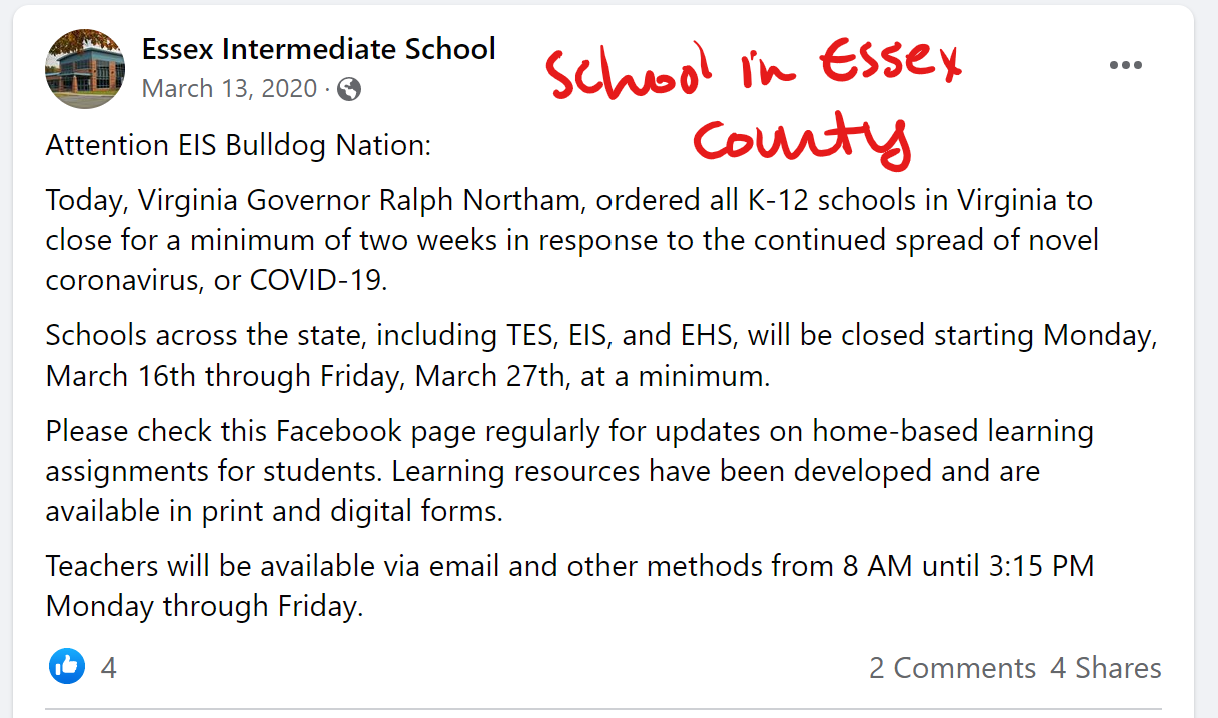 Essex Intermediate School
March 13, 2020 ·
School in Essex
County
Attention EIS Bulldog Nation:
Today, Virginia Governor Ralph Northam, ordered all K-12 schools in Virginia to
close for a minimum of two weeks in response to the continued spread of novel
coronavirus, or COVID-19.
Schools across the state, including TES, EIS, and EHS, will be closed starting Monday,
March 16th through Friday, March 27th, at a minimum.
Please check this Facebook page regularly for updates on home-based learning
assignments for students. Learning resources have been developed and are
available in print and digital forms.
Teachers will be available via email and other methods from 8 AM until 3:15 PM
Monday through Friday.
4
2 Comments 4 Shares